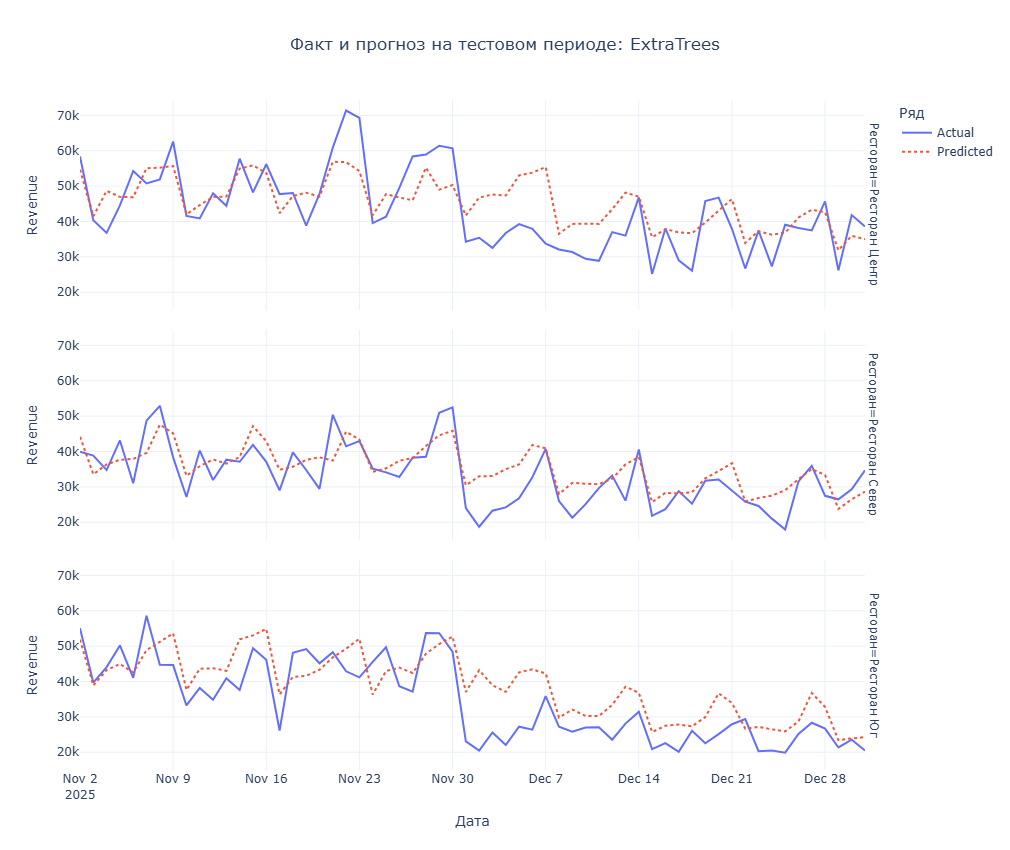 Факт и прогноз на тестовом периоде: ExtraTrees
Ряд
Actual
Predicted
70k
60k
50k
40k
30k
20k
Revenue
Ресторан=Ресторан Центр
70k
60k
50k
40k
30k
20k
Revenue
Ресторан=Ресторан Север
70k
60k
50k
40k
30k
20k
Revenue
Ресторан=Ресторан Юг
Nov 2 Nov 9 Nov 16 Nov 23 Nov 30 Dec 7 Dec 14 Dec 21 Dec 28
2025
Дата